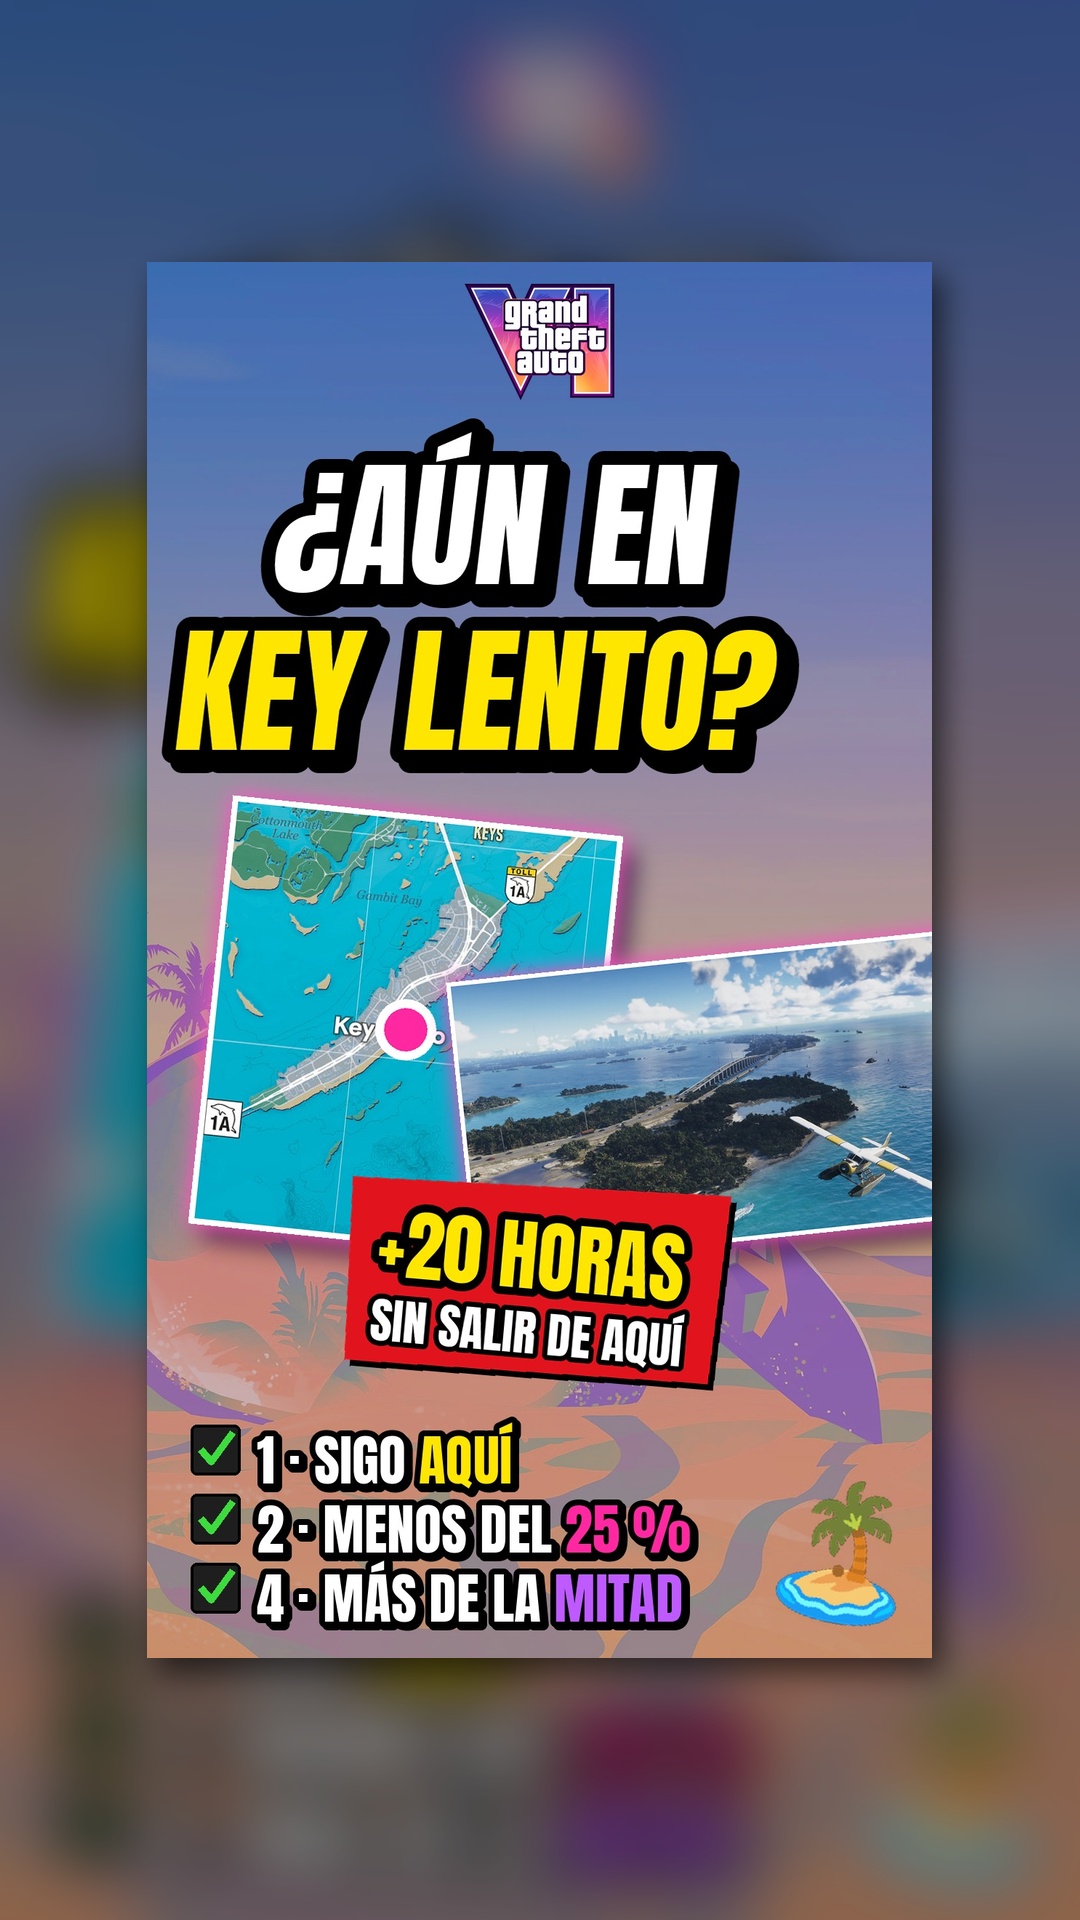 grand
theft
auto
VI
¿AÚN EN
KEY LENTO?
Cottonmouth
Lake
KEYS
TOLL
1A
Gambit Bay
Key
1A
+20 HORAS
SIN SALIR DE AQUÍ
1 · SIGO AQUÍ
2 · MENOS DEL 25 %
4 · MÁS DE LA MITAD